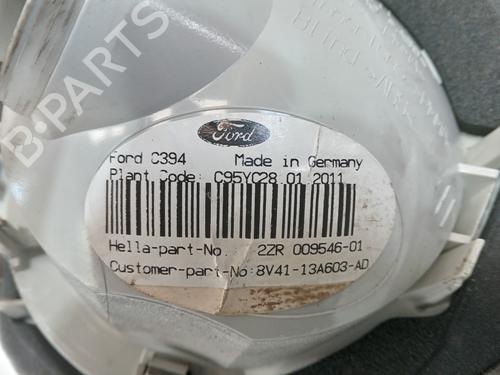 B-PARTS
Ford
Ford C394 Made in Germany
Plant Code: C95YC28.01.2011
Hella-part-No. 2ZR 009546-01
Customer-part-No:8V41-13A603-AD